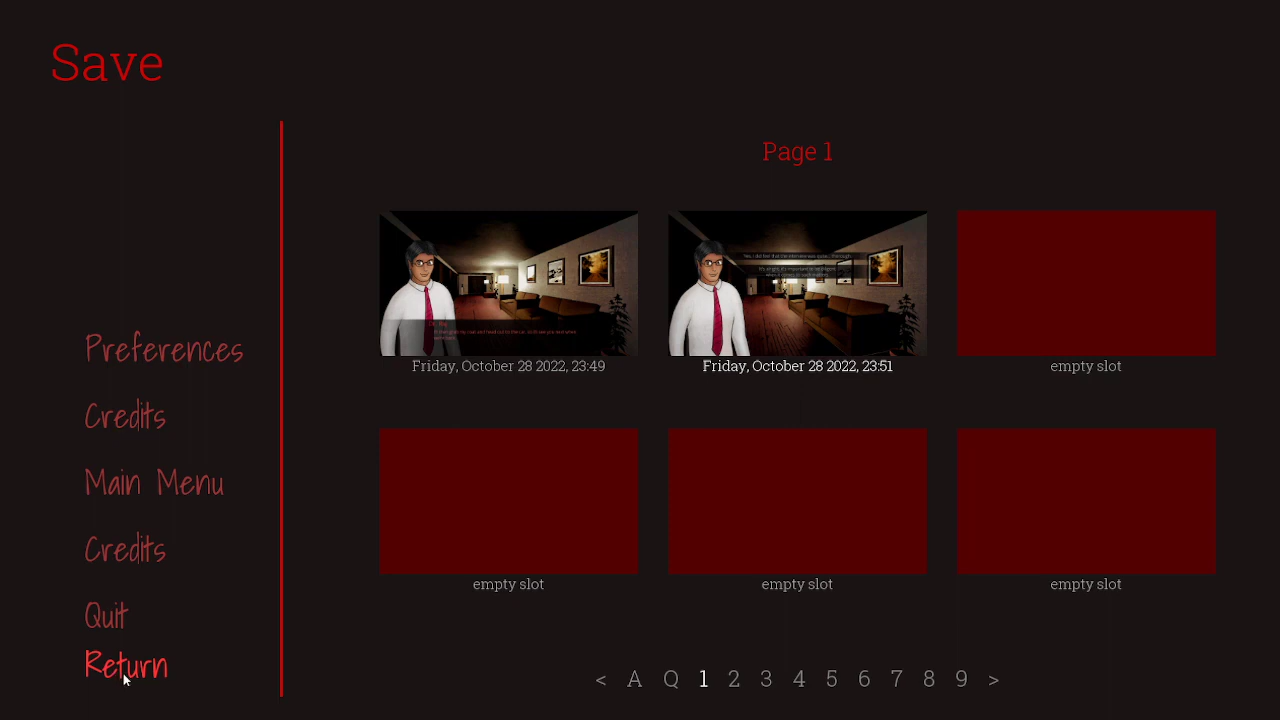 Save
Page 1
Friday, October 28 2022, 23:49
Friday, October 28 2022, 23:51
empty slot
empty slot
empty slot
empty slot
Preferences
Credits
Main Menu
Credits
Quit
Return
< A Q 1 2 3 4 5 6 7 8 9 >